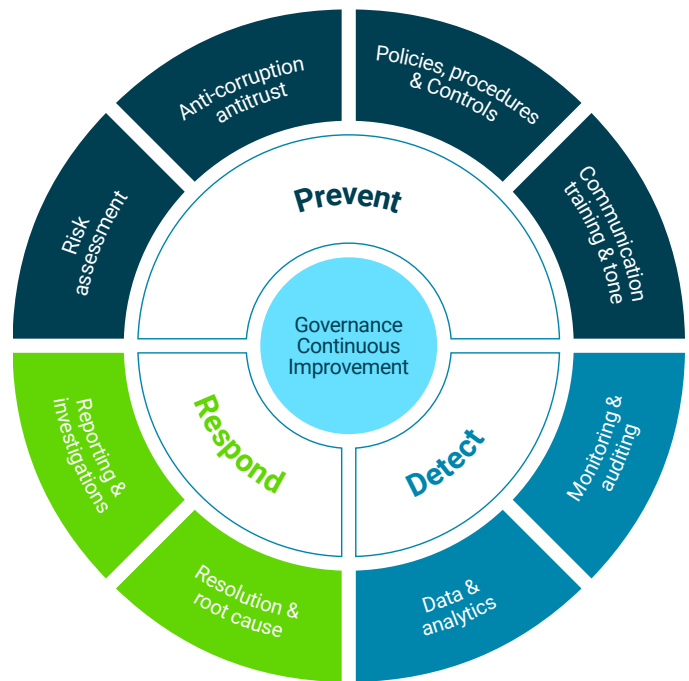 Anti-corruption
antitrust
Policies, procedures
& Controls
Risk
assessment
Communication
training & tone
Prevent
Governance
Continuous
Improvement
Respond
Detect
Reporting &
investigations
Monitoring &
auditing
Resolution &
root cause
Data &
analytics